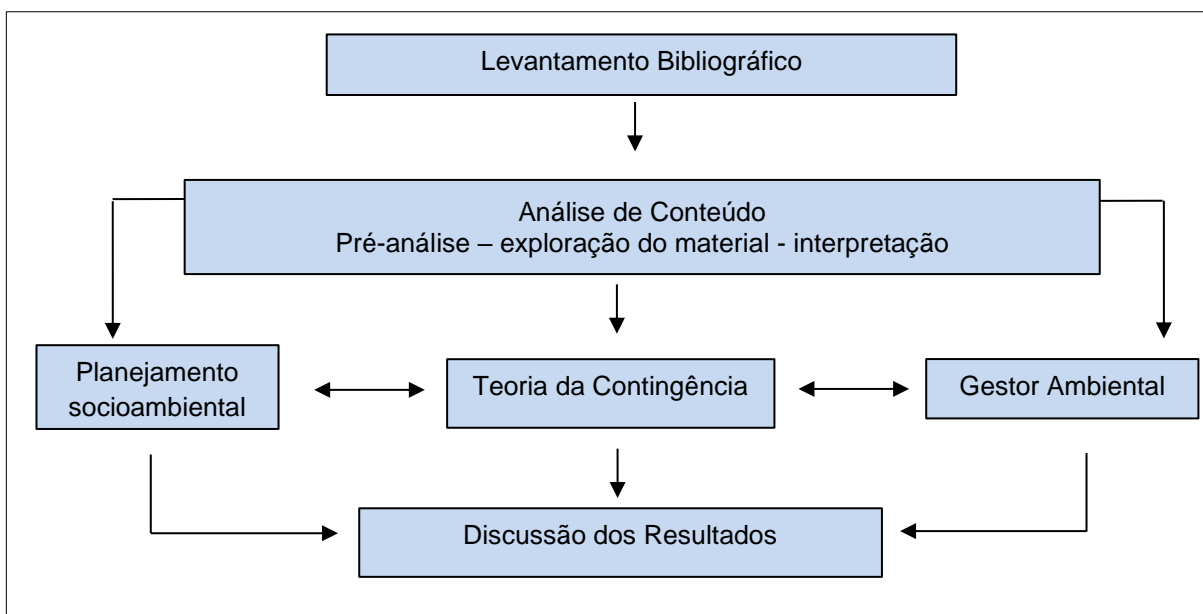 Levantamento Bibliográfico
Análise de Conteúdo
Pré-análise – exploração do material - interpretação
Planejamento
socioambiental
Teoria da Contingência
Gestor Ambiental
Discussão dos Resultados